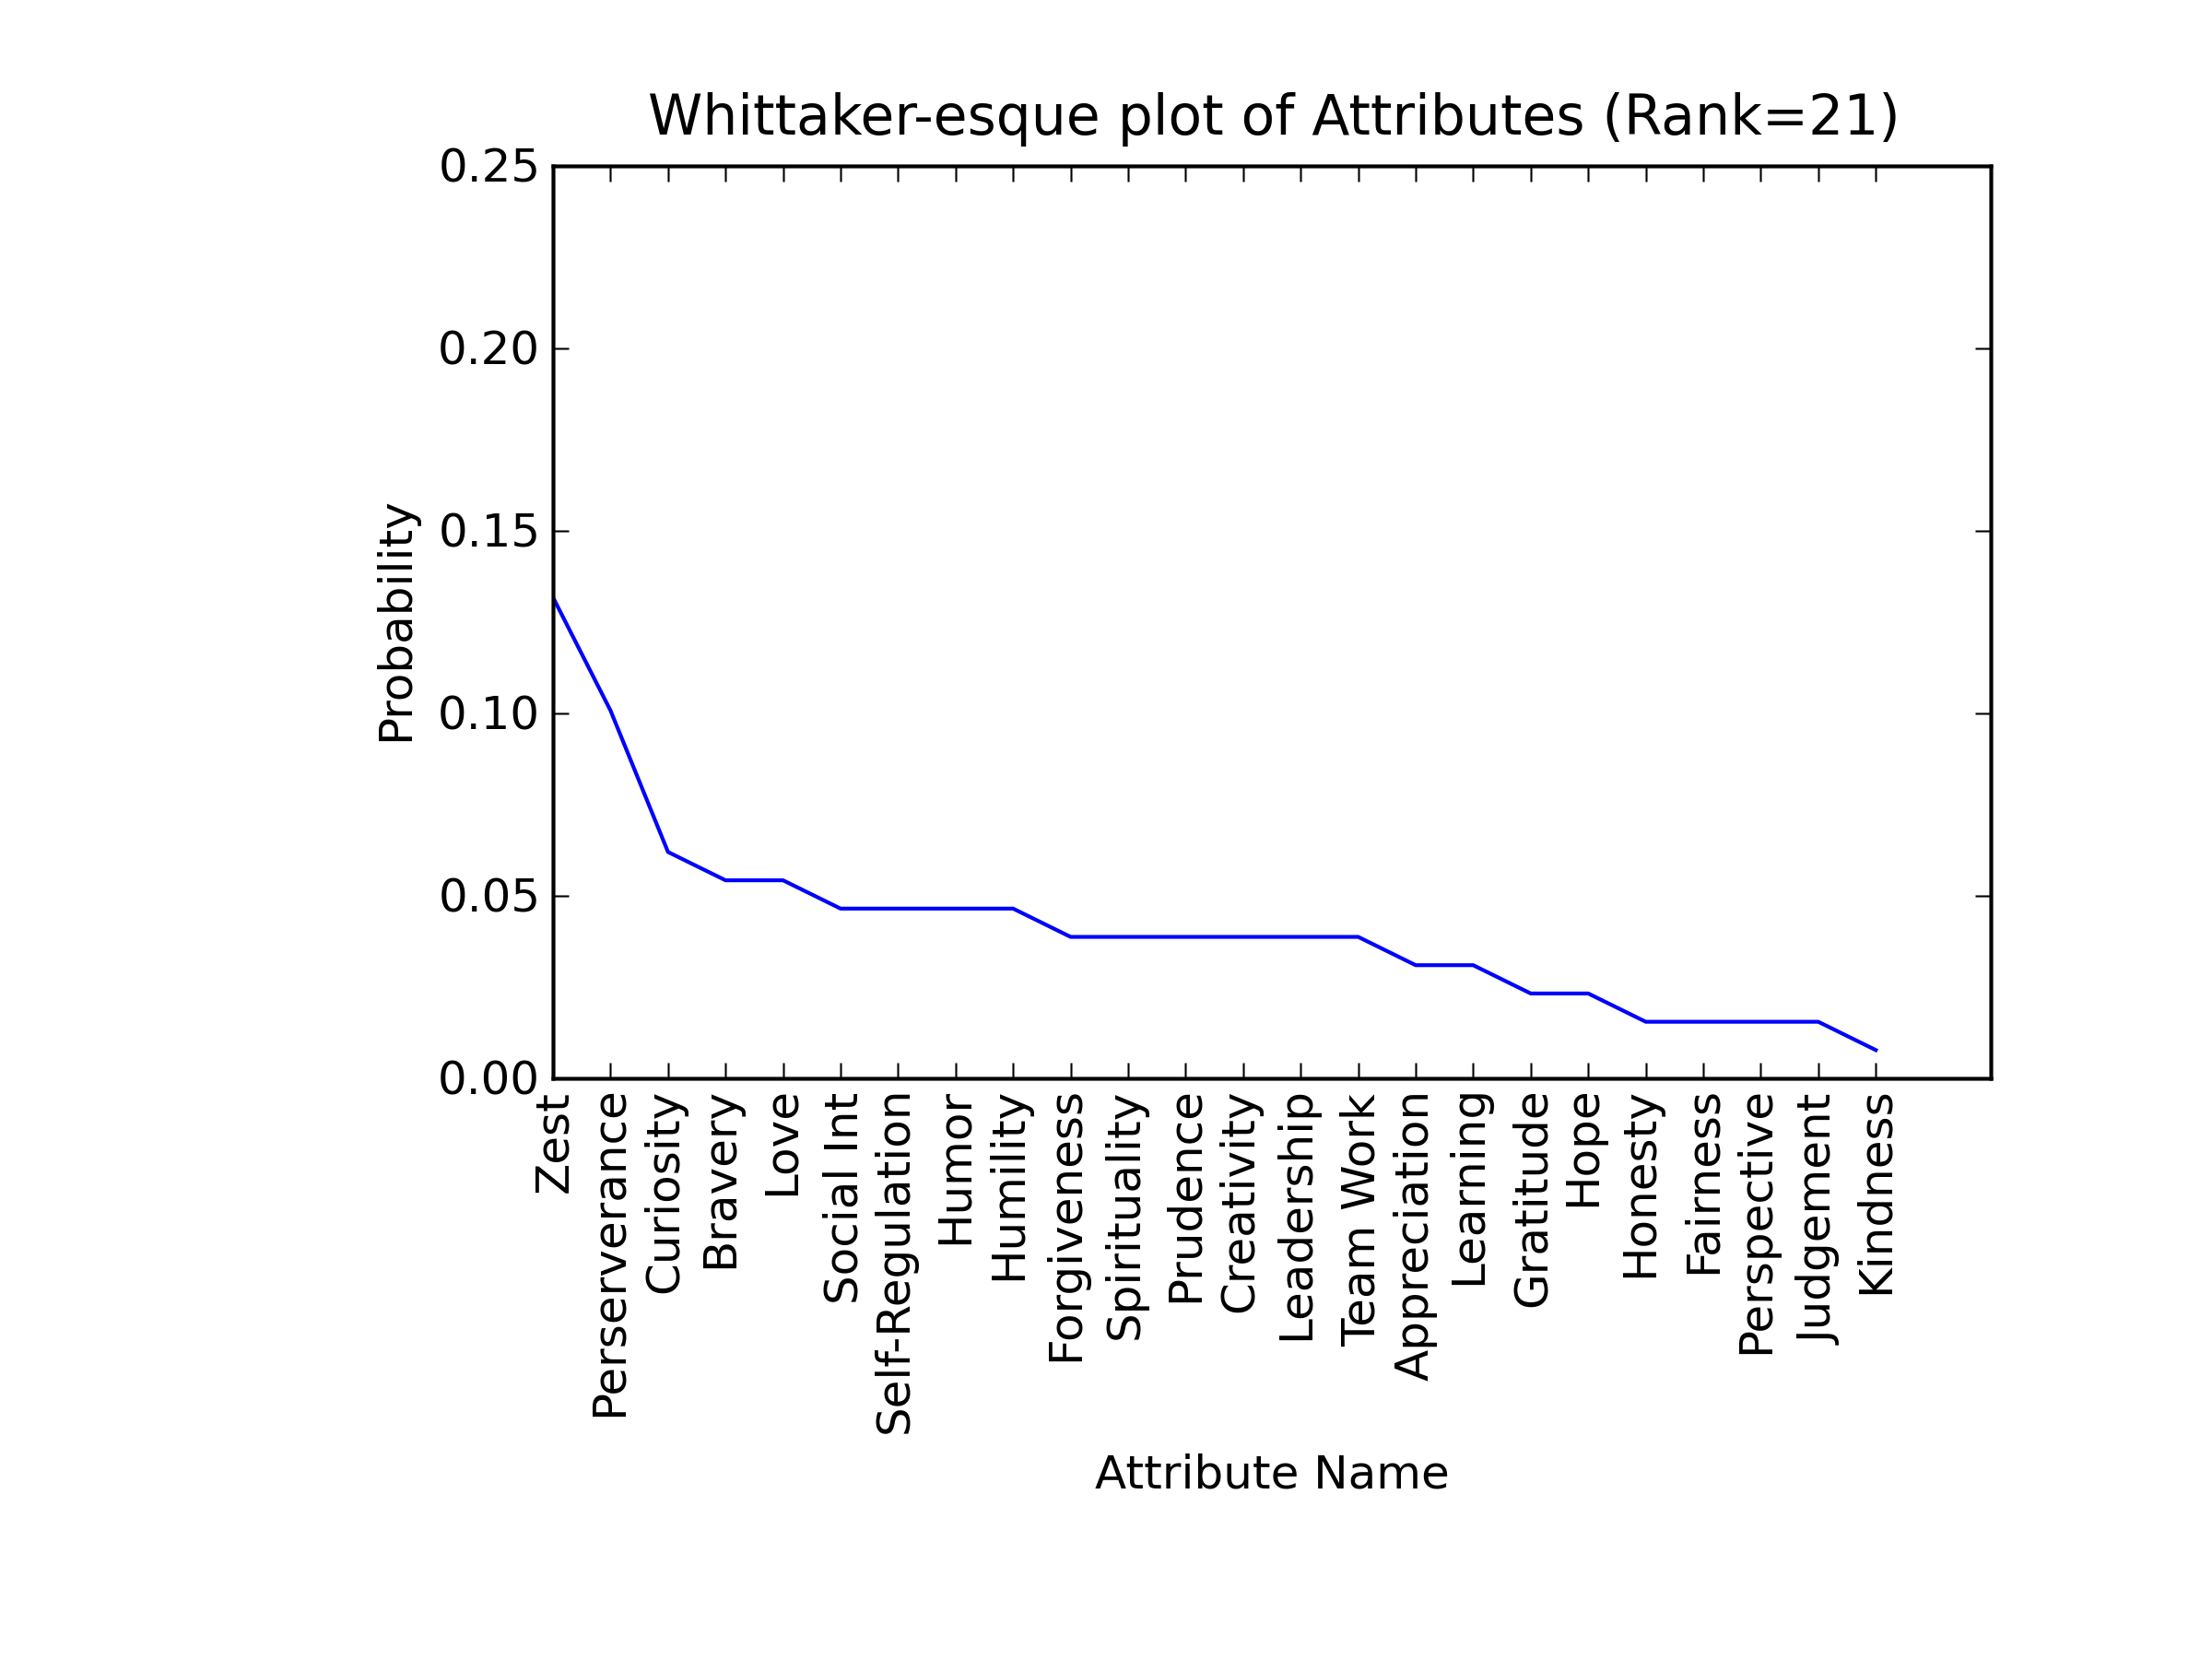 Whittaker-esque plot of Attributes (Rank=21)
0.25
0.20
0.15
0.10
0.05
0.00
Probability
Zest
Perserverance
Curiosity
Bravery
Love
Social Int
Self-Regulation
Humor
Humility
Forgiveness
Spirituality
Prudence
Creativity
Leadership
Team Work
Appreciation
Learning
Gratitude
Hope
Honesty
Fairness
Perspective
Judgement
Kindness
Attribute Name